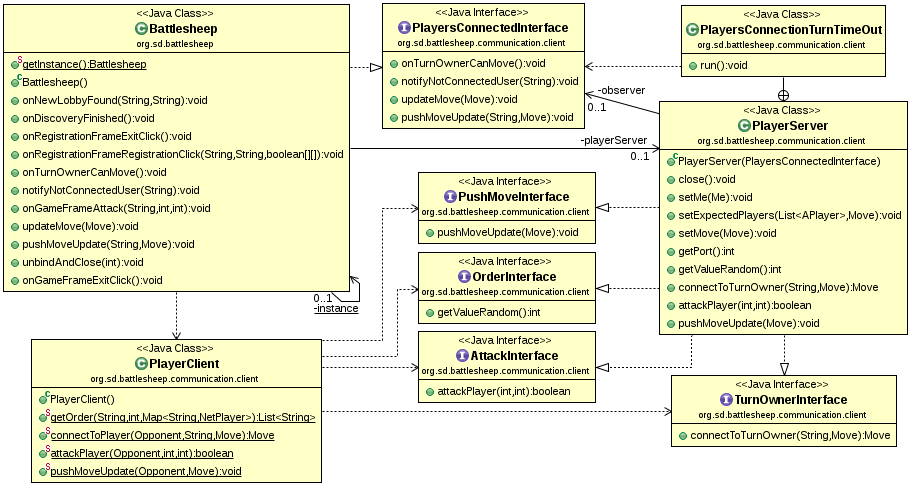 <<Java Class>>
Battlesheep
org.sd.battlesheep
getInstance():Battlesheep
Battlesheep()
onNewLobbyFound(String,String):void
onDiscoveryFinished():void
onRegistrationFrameExitClick():void
onRegistrationFrameRegistrationClick(String,String,boolean[][]):void
onTurnOwnerCanMove():void
notifyNotConnectedUser(String):void
onGameFrameAttack(String,int,int):void
updateMove(Move):void
pushMoveUpdate(String,Move):void
unbindAndClose(int):void
onGameFrameExitClick():void
0..1
-instance
<<Java Interface>>
PlayersConnectedInterface
org.sd.battlesheep.communication.client
onTurnOwnerCanMove():void
notifyNotConnectedUser(String):void
updateMove(Move):void
pushMoveUpdate(String,Move):void
<<Java Class>>
PlayersConnectionTurnTimeOut
org.sd.battlesheep.communication.client
run():void
-observer
0..1
-playerServer
0..1
<<Java Class>>
PlayerServer
org.sd.battlesheep.communication.client
PlayerServer(PlayersConnectedInterface)
close():void
setMe(Me):void
setExpectedPlayers(List<APlayer>,Move):void
setMove(Move):void
getPort():int
getValueRandom():int
connectToTurnOwner(String,Move):Move
attackPlayer(int,int):boolean
pushMoveUpdate(Move):void
<<Java Interface>>
PushMoveInterface
org.sd.battlesheep.communication.client
pushMoveUpdate(Move):void
<<Java Interface>>
OrderInterface
org.sd.battlesheep.communication.client
getValueRandom():int
<<Java Interface>>
AttackInterface
org.sd.battlesheep.communication.client
attackPlayer(int,int):boolean
<<Java Class>>
PlayerClient
org.sd.battlesheep.communication.client
PlayerClient()
getOrder(String,int,Map<String,NetPlayer>):List<String>
connectToPlayer(Opponent,String,Move):Move
attackPlayer(Opponent,int,int):boolean
pushMoveUpdate(Opponent,Move):void
<<Java Interface>>
TurnOwnerInterface
org.sd.battlesheep.communication.client
connectToTurnOwner(String,Move):Move